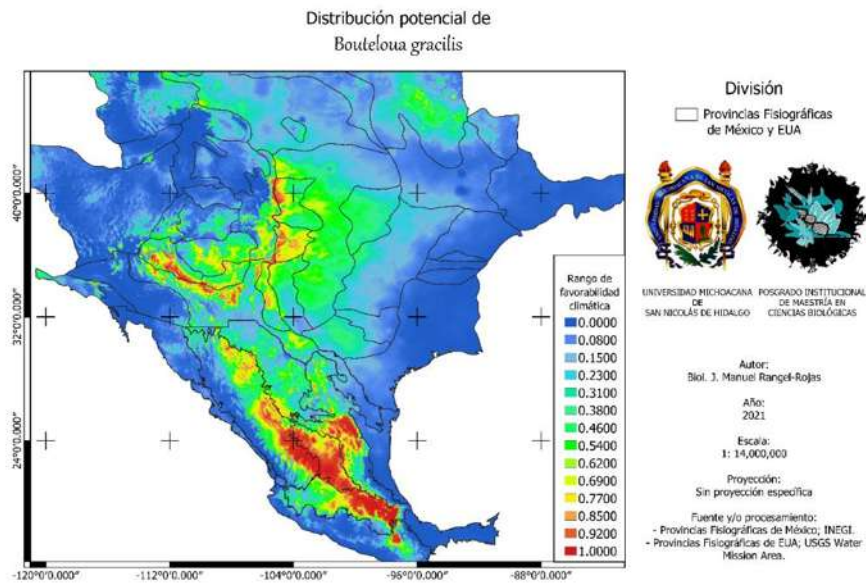 Distribución potencial de
Bouteloua gracilis
División
Provincias Fisiográficas
de México y EUA
UNIVERSIDAD MICHOACANA
DE
SAN NICOLÁS DE HIDALGO
POSGRADO INSTITUCIONAL
DE MAESTRÍA EN
CIENCIAS BIOLÓGICAS
40°0'0.000"
32°0'0.000"
24°0'0.000"
Rango de
favorabilidad
climática
0.0000
0.0800
0.1500
0.2300
0.3100
0.3800
0.4600
0.5400
0.6200
0.6900
0.7700
0.8500
0.9200
1.0000
Autor:
Biol. J. Manuel Rangel-Rojas
Año:
2021
Escala:
1: 14,000,000
Proyección:
Sin proyección específica
Fuente y/o procesamiento:
- Provincias Fisiográficas de México; INEGI.
- Provincias Fisiográficas de EUA; USGS Water
Mission Area.
-120°0'0.000" -112°0'0.000" -104°0'0.000" -96°0'0.000" -88°0'0.000"